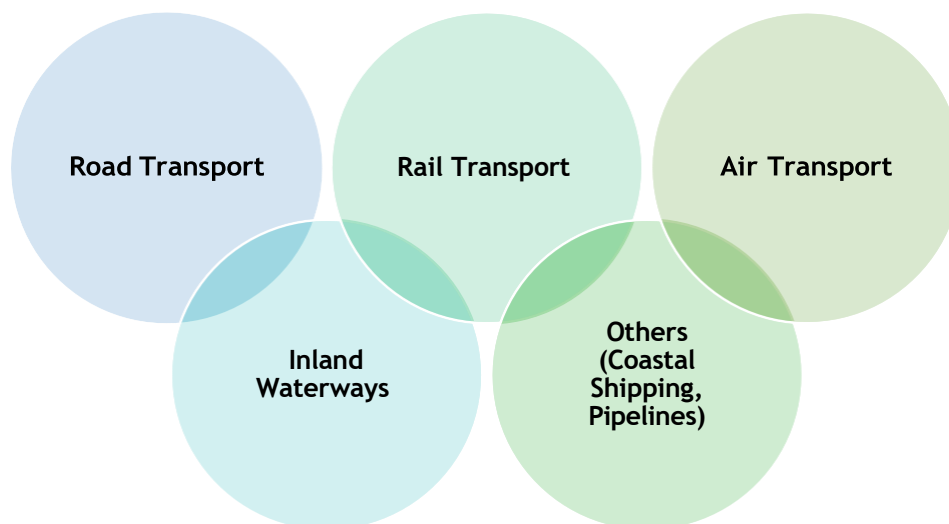 Road Transport
Rail Transport
Air Transport
Inland
Waterways
Others
(Coastal
Shipping,
Pipelines)